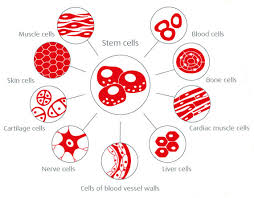 Muscle cells
Stem cells
Blood cells
Skin cells
Bone cells
Cartilage cells
Cardiac muscle cells
Nerve cells
Liver cells
Cells of blood vessel walls